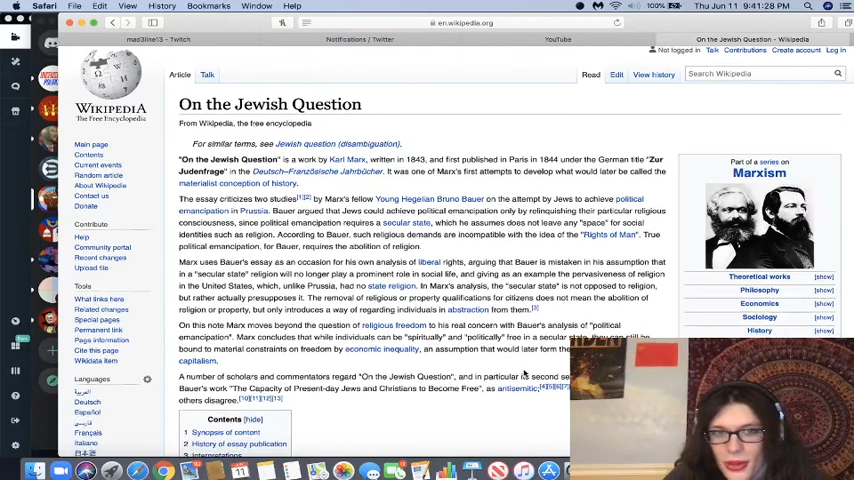 Safari File Edit View History Bookmarks Window Help 100% Thu Jun 11 9:41:28 PM
en.wikipedia.org
mad3line13 - Twitch Notifications / Twitter YouTube On the Jewish Question - Wikipedia
Not logged in Talk Contributions Create account Log in
Article Talk Read Edit View history Search Wikipedia
WIKIPEDIA
The Free Encyclopedia
Main page
Contents
Current events
Random article
About Wikipedia
Contact us
Donate
Contribute
Help
Community portal
Recent changes
Upload file
Tools
What links here
Related changes
Special pages
Permanent link
Page information
Cite this page
Wikidata item
Languages
العربية
Deutsch
Español
فارسی
Français
Italiano
On the Jewish Question
From Wikipedia, the free encyclopedia
For similar terms, see Jewish question (disambiguation).
"On the Jewish Question" is a work by Karl Marx, written in 1843, and first published in Paris in 1844 under the German title "Zur
Judenfrage" in the Deutsch–Französische Jahrbücher. It was one of Marx's first attempts to develop what would later be called the
materialist conception of history.
The essay criticizes two studies[1][2] by Marx's fellow Young Hegelian Bruno Bauer on the attempt by Jews to achieve political
emancipation in Prussia. Bauer argued that Jews could achieve political emancipation only by relinquishing their particular religious
consciousness, since political emancipation requires a secular state, which he assumes does not leave any "space" for social
identities such as religion. According to Bauer, such religious demands are incompatible with the idea of the "Rights of Man". True
political emancipation, for Bauer, requires the abolition of religion.
Marx uses Bauer's essay as an occasion for his own analysis of liberal rights, arguing that Bauer is mistaken in his assumption that
in a "secular state" religion will no longer play a prominent role in social life, and giving as an example the pervasiveness of religion
in the United States, which, unlike Prussia, had no state religion. In Marx's analysis, the "secular state" is not opposed to religion,
but rather actually presupposes it. The removal of religious or property qualifications for citizens does not mean the abolition of
religion or property, but only introduces a way of regarding individuals in abstraction from them.[3]
On this note Marx moves beyond the question of religious freedom to his real concern with Bauer's analysis of "political
emancipation". Marx concludes that while individuals can be "spiritually" and "politically" free in a secular state, they can still be
bound to material constraints on freedom by economic inequality, an assumption that would later form the
capitalism.
A number of scholars and commentators regard "On the Jewish Question", and in particular its second se
Bauer's work "The Capacity of Present-day Jews and Christians to Become Free", as antisemitic;[4][5][6][7]
others disagree.[10][11][12][13]
Contents [hide]
1 Synopsis of content
2 History of essay publication
3 Interpretations
Part of a series on
Marxism
Theoretical works [show]
Philosophy [show]
Economics [show]
Sociology [show]
History [show]